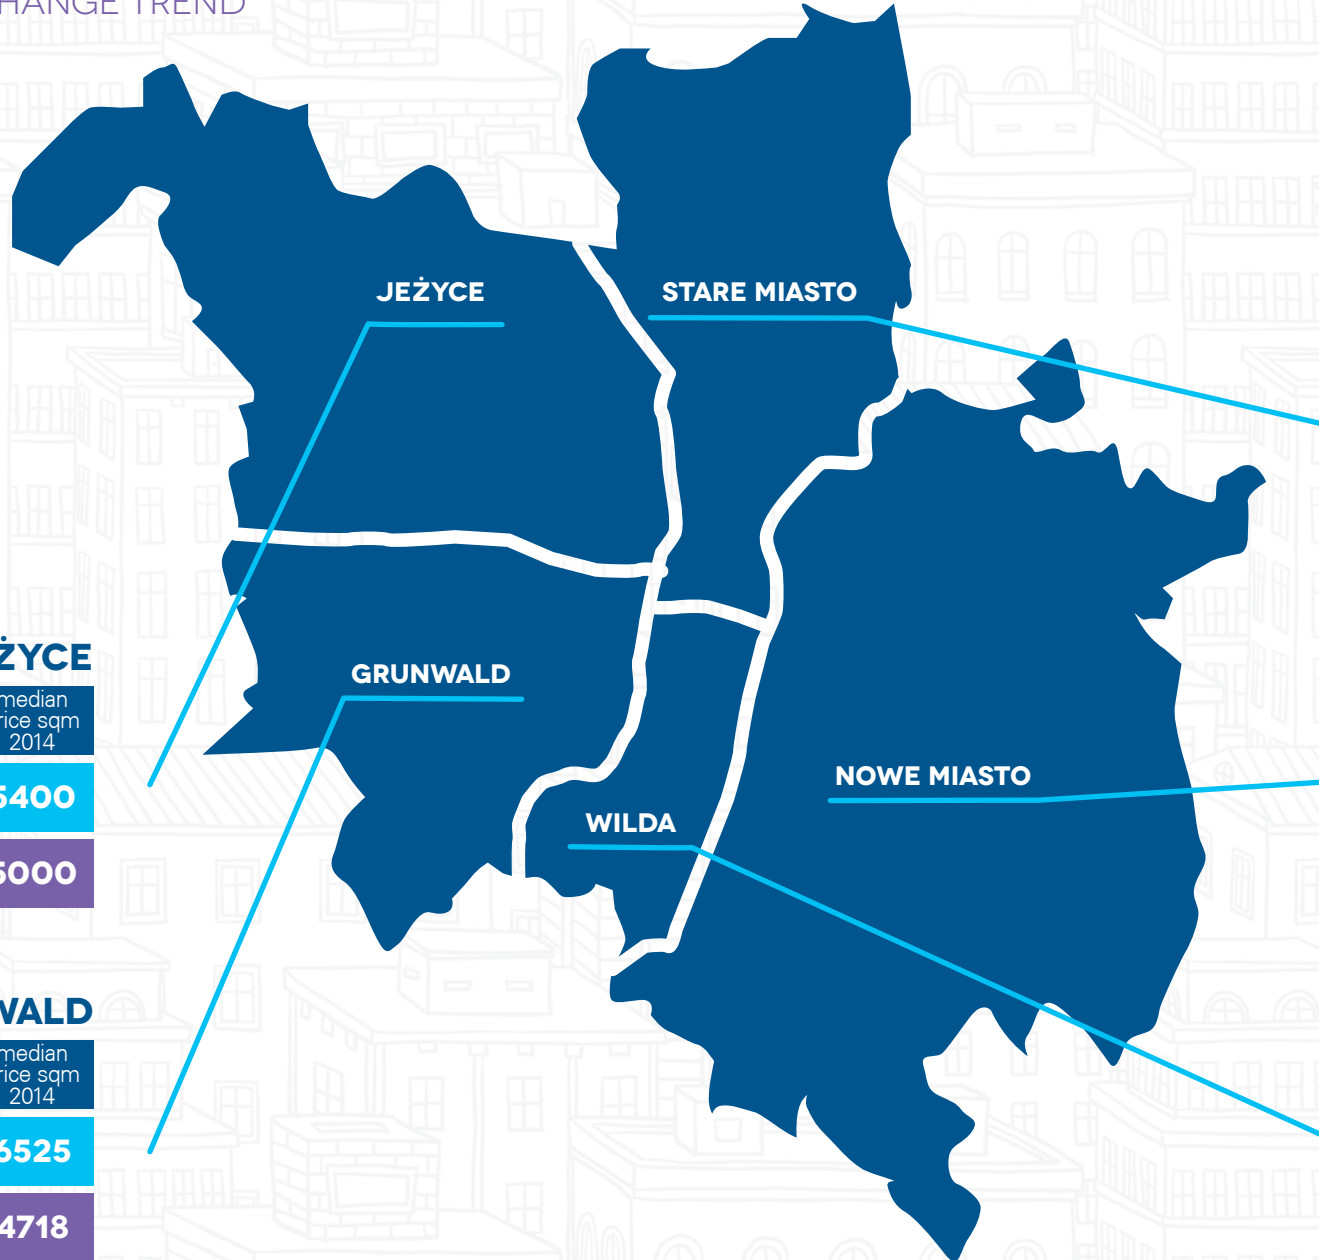 HANGE TREND
JEŻYCE
STARE MIASTO
GRUNWALD
NOWE MIASTO
WILDA
ŻYCE
median
rice sqm
2014
5400
5000
WALD
median
rice sqm
2014
6525
4718